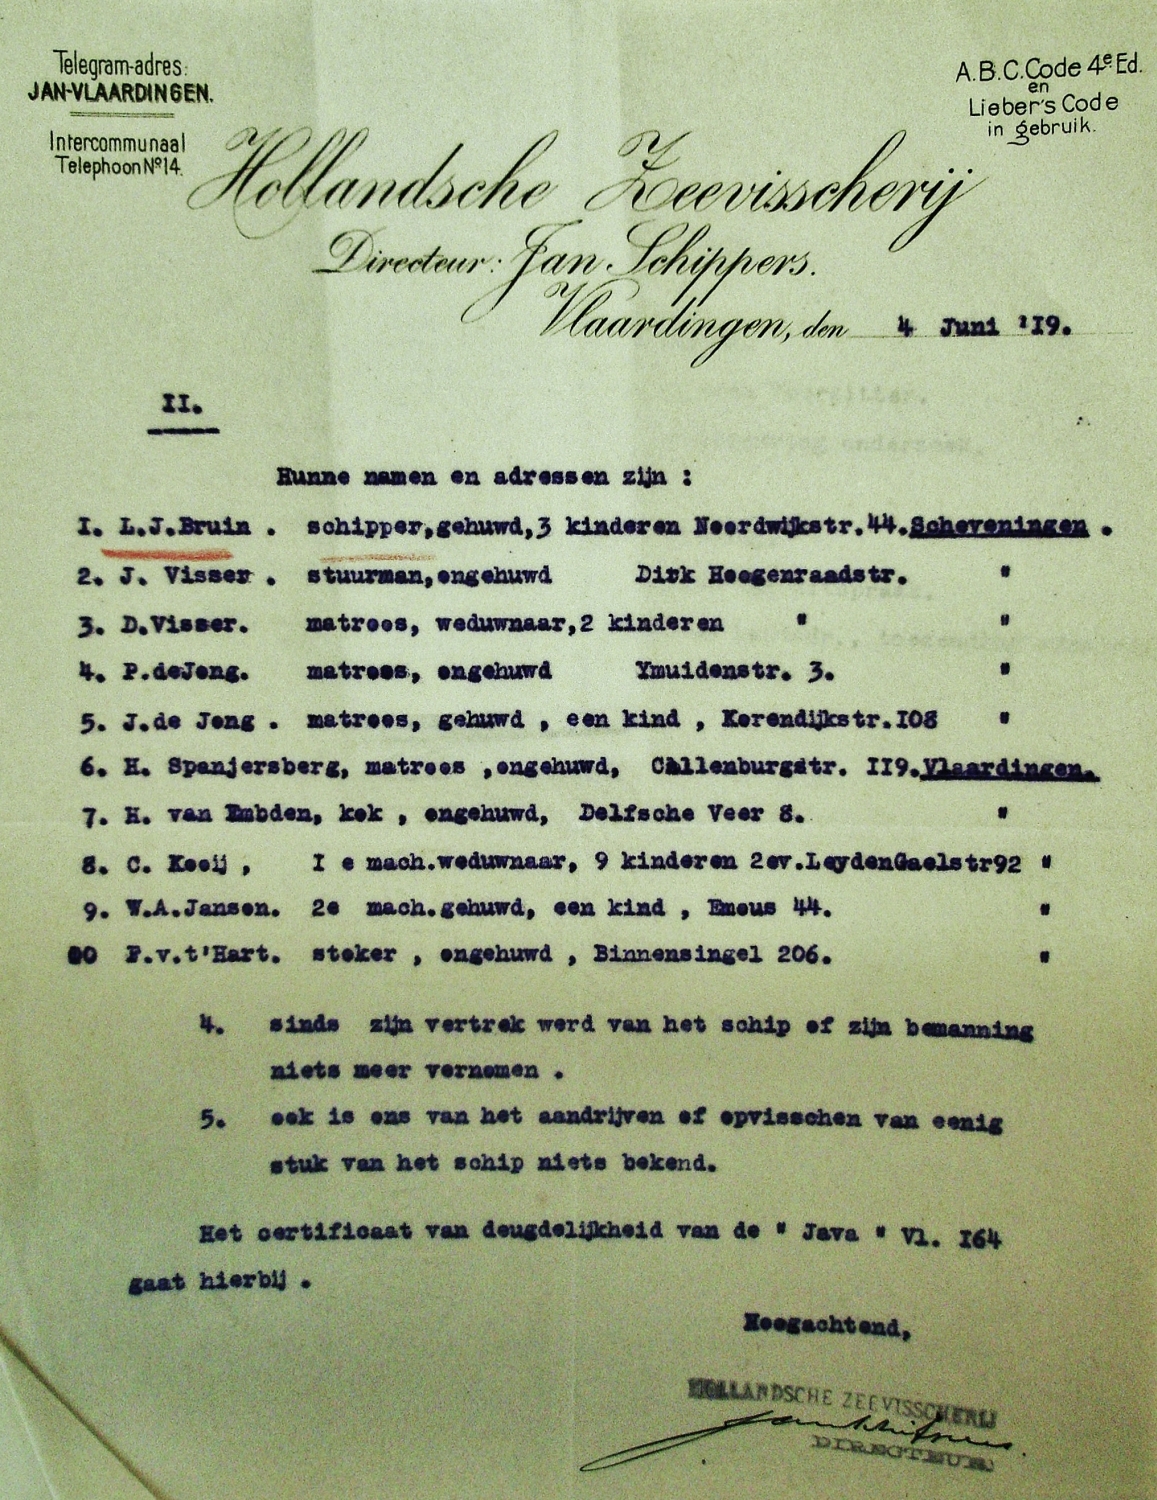 Telegram-adres:
JAN-VLAARDINGEN.
Intercommunaal
Telephoon Nº 14.
A.B.C. Code 4e Ed.
en
Lieber's Code
in gebruik.
Hollandsche Zeevisscherij
Directeur: Jan Schippers.
Vlaardingen, den 4 Juni '19.
II.
Hunne namen en adressen zijn :
I. L.J.Bruin . schipper,gehuwd,3 kinderen Noordwijkstr.44.Scheveningen .
2. J. Visser . stuurman,ongehuwd Dirk Hoogenraadstr. "
3. D.Visser. matroos, weduwnaar,2 kinderen " "
4. P.deJong. matroos, ongehuwd Ymuidenstr. 3. "
5. J.de Jong . matroos, gehuwd , een kind , Korendijkstr.I08 "
6. H. Spanjersberg, matroos ,ongehuwd, Callenburgstr. II9.Vlaardingen.
7. H. van Embden, kok , ongehuwd, Delfsche Veer 8. "
8. C. Kooij , I e mach.weduwnaar, 9 kinderen 2ev.LeydenGaelstr92 "
9. W.A.Jansen. 2e mach.gehuwd, een kind , Emous 44. "
00 F.v.t'Hart. stoker , ongehuwd , Binnensingel 206. "
4. sinds zijn vertrek werd van het schip of zijn bemanning
niets meer vernomen .
5. ook is ons van het aandrijven of opvisschen van eenig
stuk van het schip niets bekend.
Het certificaat van deugdelijkheid van de " Java " Vl. I64
gaat hierbij .
Hoogachtend,
HOLLANDSCHE ZEEVISSCHERIJ
DIRECTEUR